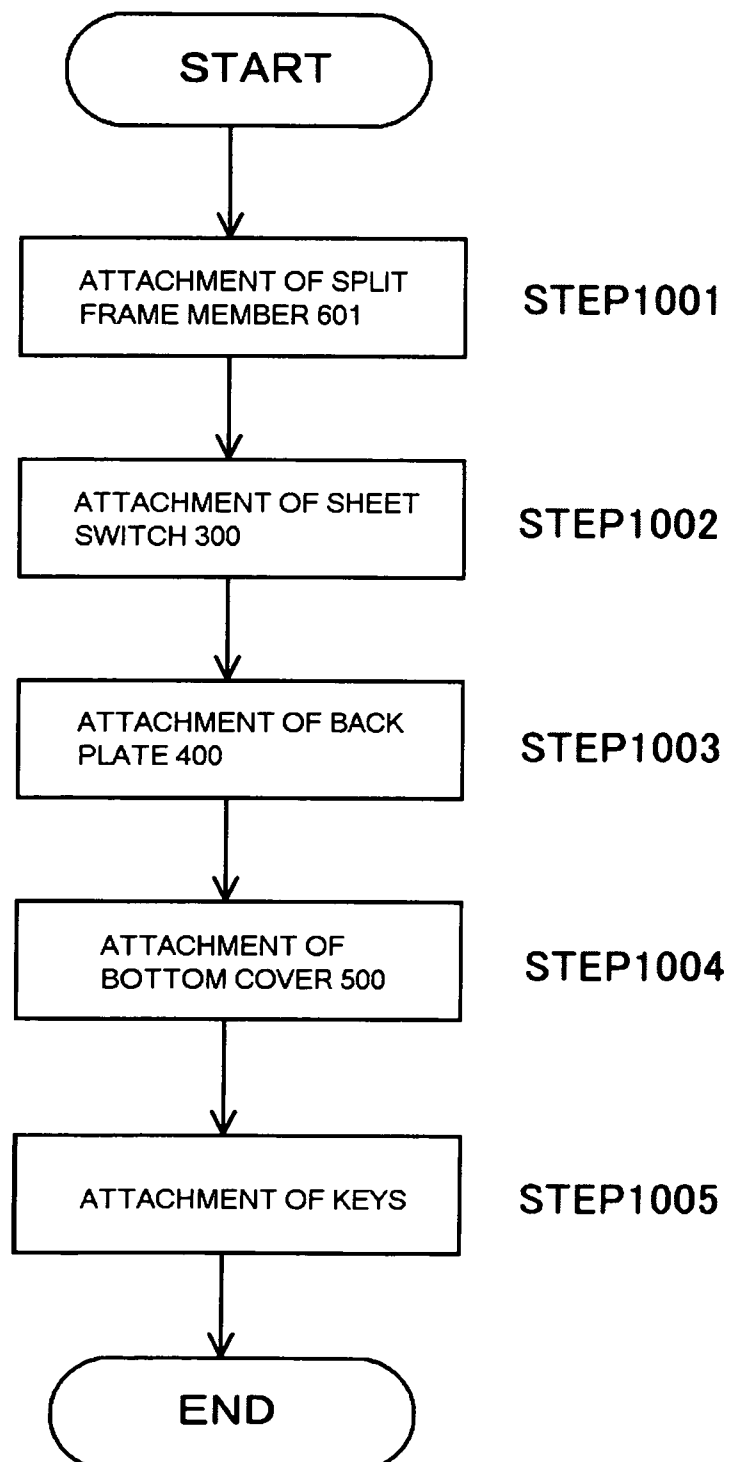 START
ATTACHMENT OF SPLIT
FRAME MEMBER 601
STEP1001
ATTACHMENT OF SHEET
SWITCH 300
STEP1002
ATTACHMENT OF BACK
PLATE 400
STEP1003
ATTACHMENT OF
BOTTOM COVER 500
STEP1004
ATTACHMENT OF KEYS
STEP1005
END